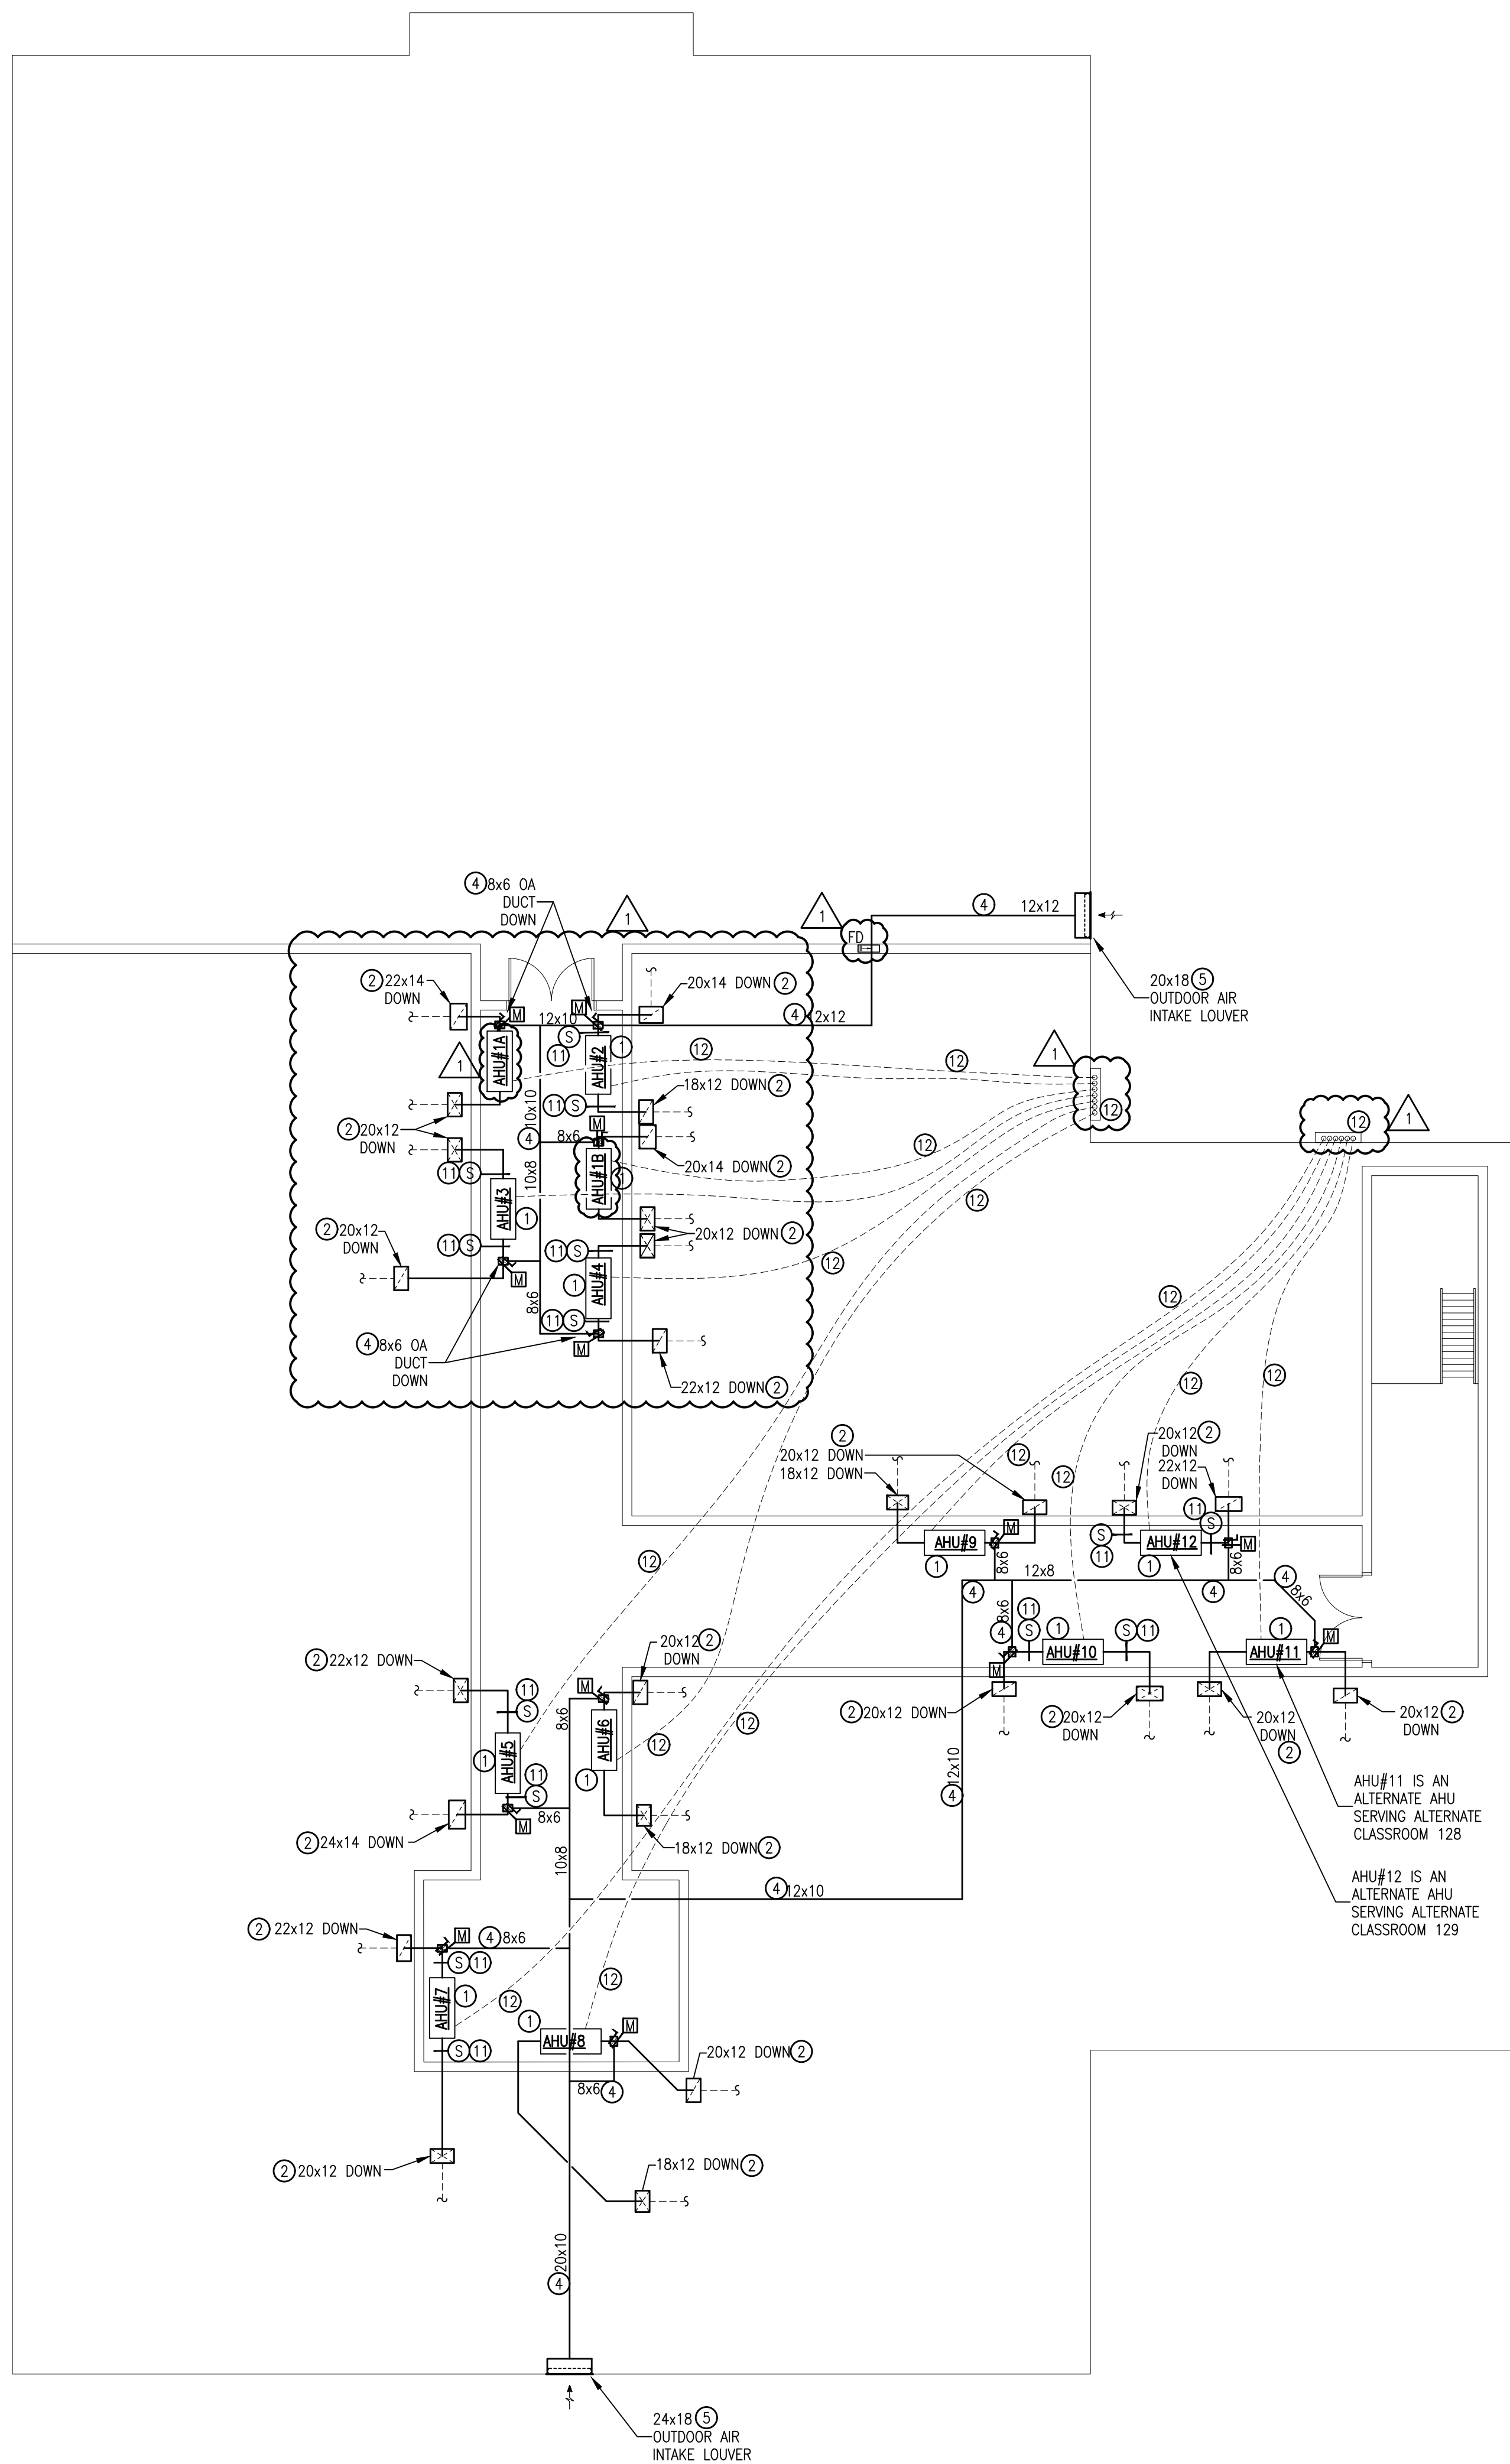 4 8x6 OA
DUCT
DOWN
1
1
4 12x12
FD
20x18 5
OUTDOOR AIR
INTAKE LOUVER
2 22x14
DOWN
M
12x10
M
20x14 DOWN 2
4 12x12
S
11
1
AHU#1A
AHU#2
1
12
12
1
12
1
12
10x10
18x12 DOWN 2
11 S
2 20x12
DOWN
M
4
8x6
20x14 DOWN 2
12
11 S
10x8
AHU#1B
1
AHU#3
1
12
2 20x12
DOWN
20x12 DOWN 2
11 S
11 S
M
AHU#4
1
12
12
8x6
11 S
M
4 8x6 OA
DUCT
DOWN
22x12 DOWN 2
12
12
2
20x12 DOWN
18x12 DOWN
12
12
20x12 2
DOWN
22x12
DOWN
11
S
S
11
M
AHU#9
1
AHU#12
1
M
8x6
8x6
12x8
4
4
4
8x6
12
8x6
4
11
S
1
AHU#10
S 11
M
1
AHU#11
M
2 22x12 DOWN
20x12 2
DOWN
M
11
S
8x6
AHU#6
1
12
12
2 20x12 DOWN
2 20x12
DOWN
20x12
DOWN
2
20x12 2
DOWN
AHU#5
1
11
S
8x6
M
12x10
4
AHU#11 IS AN
ALTERNATE AHU
SERVING ALTERNATE
CLASSROOM 128
2 24x14 DOWN
18x12 DOWN 2
10x8
4 12x10
AHU#12 IS AN
ALTERNATE AHU
SERVING ALTERNATE
CLASSROOM 129
2 22x12 DOWN
M
4 8x6
S 11
12
AHU#7
1
12
1
AHU#8
M
S 11
20x12 DOWN 2
8x6 4
2 20x12 DOWN
18x12 DOWN 2
20x10
4
24x18 5
OUTDOOR AIR
INTAKE LOUVER